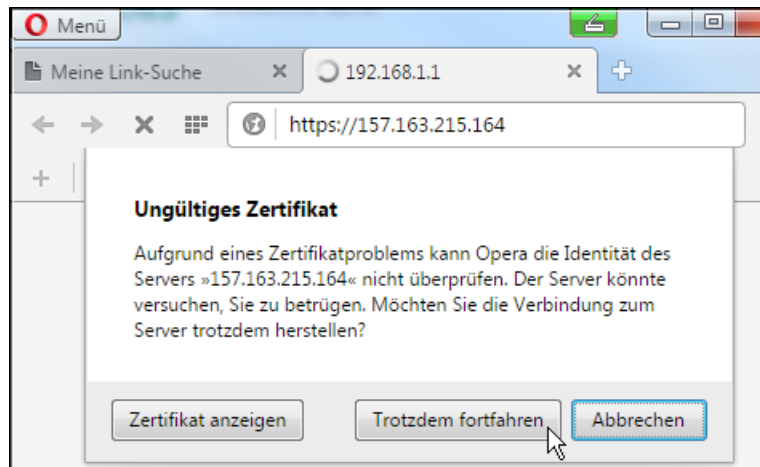 Menü
Meine Link-Suche
192.168.1.1
https://157.163.215.164
Ungültiges Zertifikat
Aufgrund eines Zertifikatproblems kann Opera die Identität des
Servers »157.163.215.164« nicht überprüfen. Der Server könnte
versuchen, Sie zu betrügen. Möchten Sie die Verbindung zum
Server trotzdem herstellen?
Zertifikat anzeigen
Trotzdem fortfahren
Abbrechen